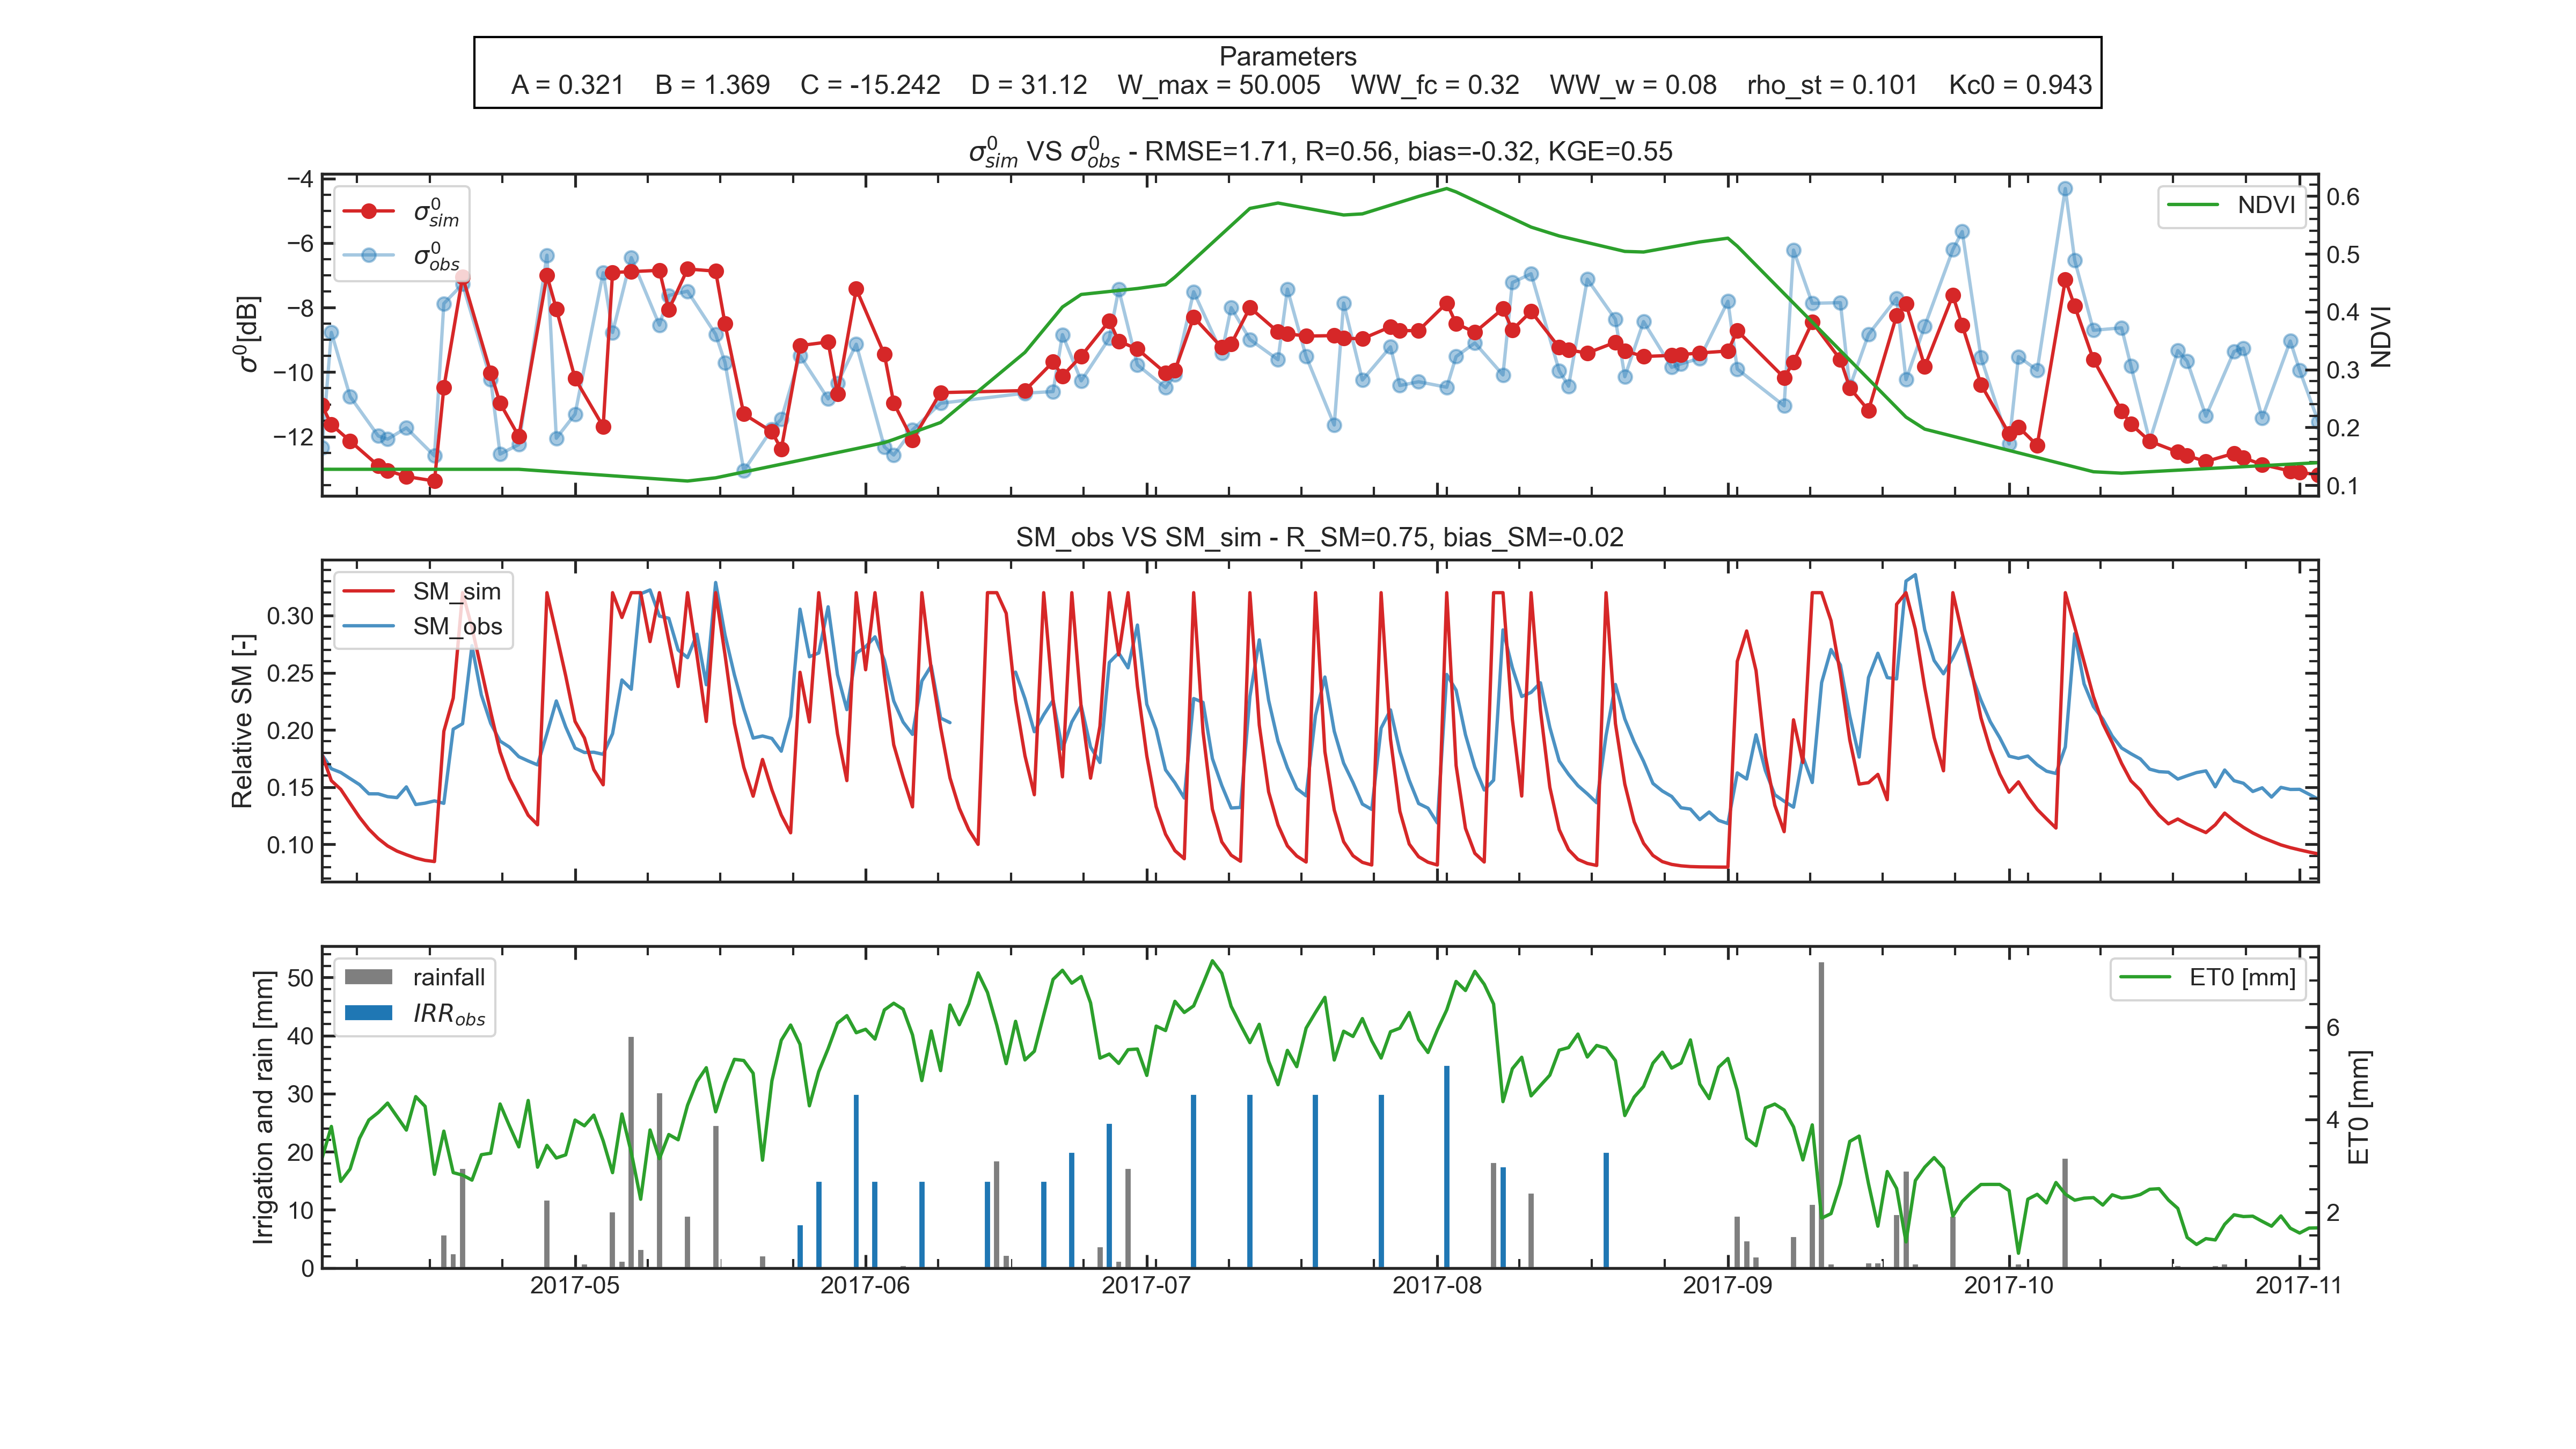 Parameters
A = 0.321 B = 1.369 C = -15.242 D = 31.12 W_max = 50.005 WW_fc = 0.32 WW_w = 0.08 rho_st = 0.101 Kc0 = 0.943
σ⁰sim VS σ⁰obs - RMSE=1.71, R=0.56, bias=-0.32, KGE=0.55
σ⁰sim
σ⁰obs
NDVI
σ⁰[dB]
−4
−6
−8
−10
−12
0.6
0.5
0.4
0.3
0.2
0.1
NDVI
SM_obs VS SM_sim - R_SM=0.75, bias_SM=-0.02
SM_sim
SM_obs
Relative SM [-]
0.30
0.25
0.20
0.15
0.10
rainfall
IRRobs
ET0 [mm]
Irrigation and rain [mm]
50
40
30
20
10
0
6
4
2
ET0 [mm]
2017-05 2017-06 2017-07 2017-08 2017-09 2017-10 2017-11